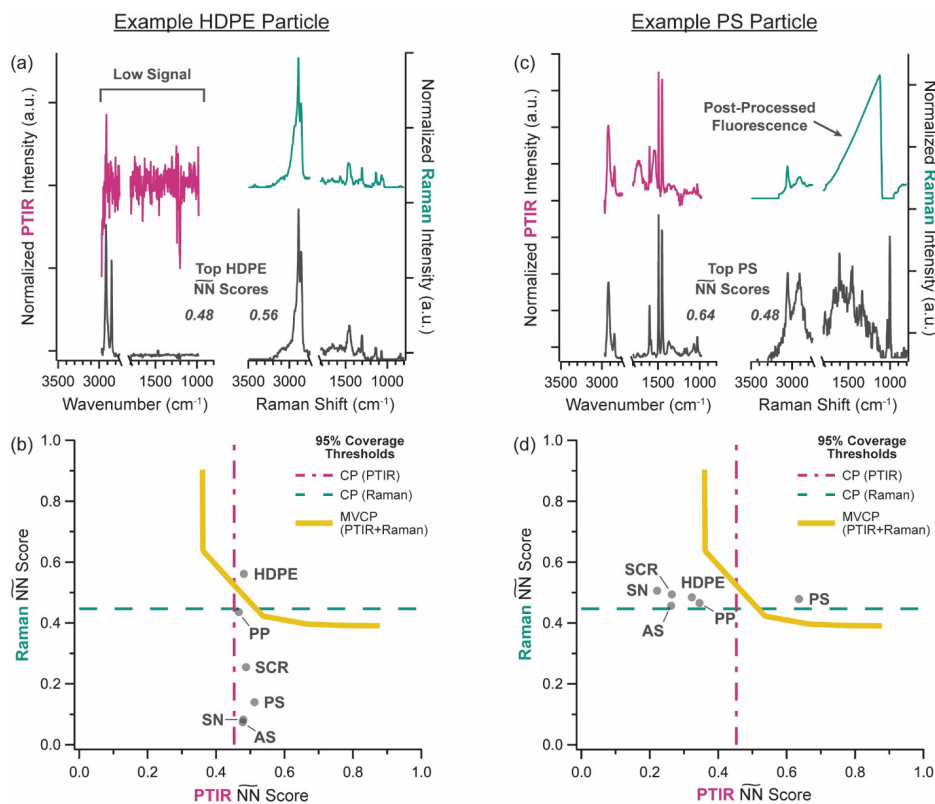 Example HDPE Particle
Example PS Particle
(a)
Low Signal
Normalized PTIR Intensity (a.u.)
Normalized Raman Intensity (a.u.)
Top HDPE
N͠N Scores
0.48
0.56
3500
3000
1500
1000
3500
3000
1500
1000
Wavenumber (cm⁻¹)
Raman Shift (cm⁻¹)
(c)
Post-Processed
Fluorescence
Normalized PTIR Intensity (a.u.)
Normalized Raman Intensity (a.u.)
Top PS
N͠N Scores
0.64
0.48
3500
3000
1500
1000
3500
3000
1500
1000
Wavenumber (cm⁻¹)
Raman Shift (cm⁻¹)
(b)
1.0
0.8
0.6
0.4
0.2
0.0
Raman N͠N Score
95% Coverage
Thresholds
CP (PTIR)
CP (Raman)
MVCP
(PTIR+Raman)
HDPE
PP
SCR
PS
SN
AS
0.0
0.2
0.4
0.6
0.8
1.0
PTIR N͠N Score
(d)
1.0
0.8
0.6
0.4
0.2
0.0
Raman N͠N Score
95% Coverage
Thresholds
CP (PTIR)
CP (Raman)
MVCP
(PTIR+Raman)
SCR
SN
HDPE
PS
AS
PP
0.0
0.2
0.4
0.6
0.8
1.0
PTIR N͠N Score